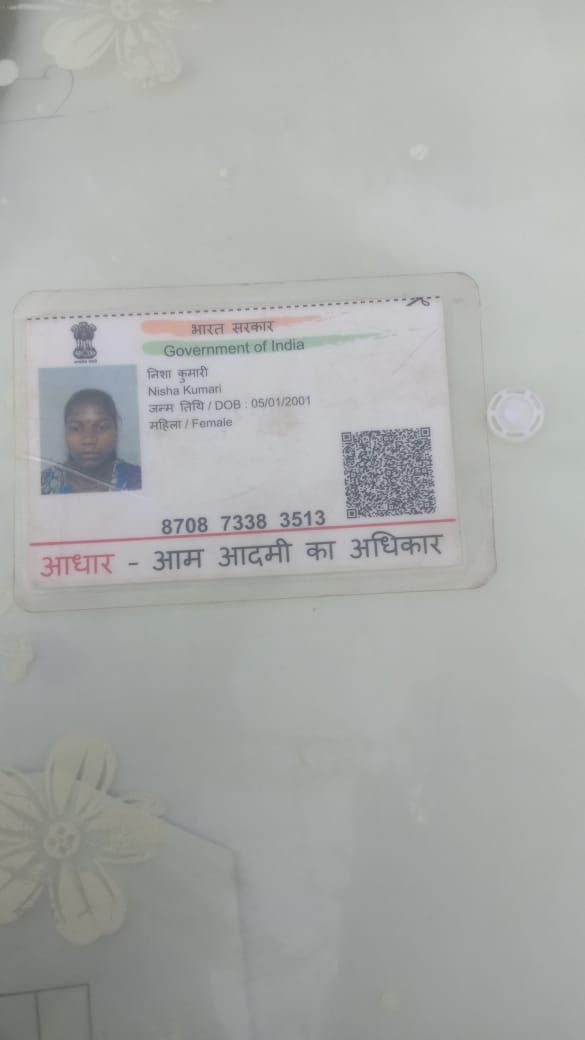 भारत सरकार
Government of India
निशा कुमारी
Nisha Kumari
जन्म तिथि / DOB : 05/01/2001
महिला / Female
8708 7338 3513
आधार - आम आदमी का अधिकार